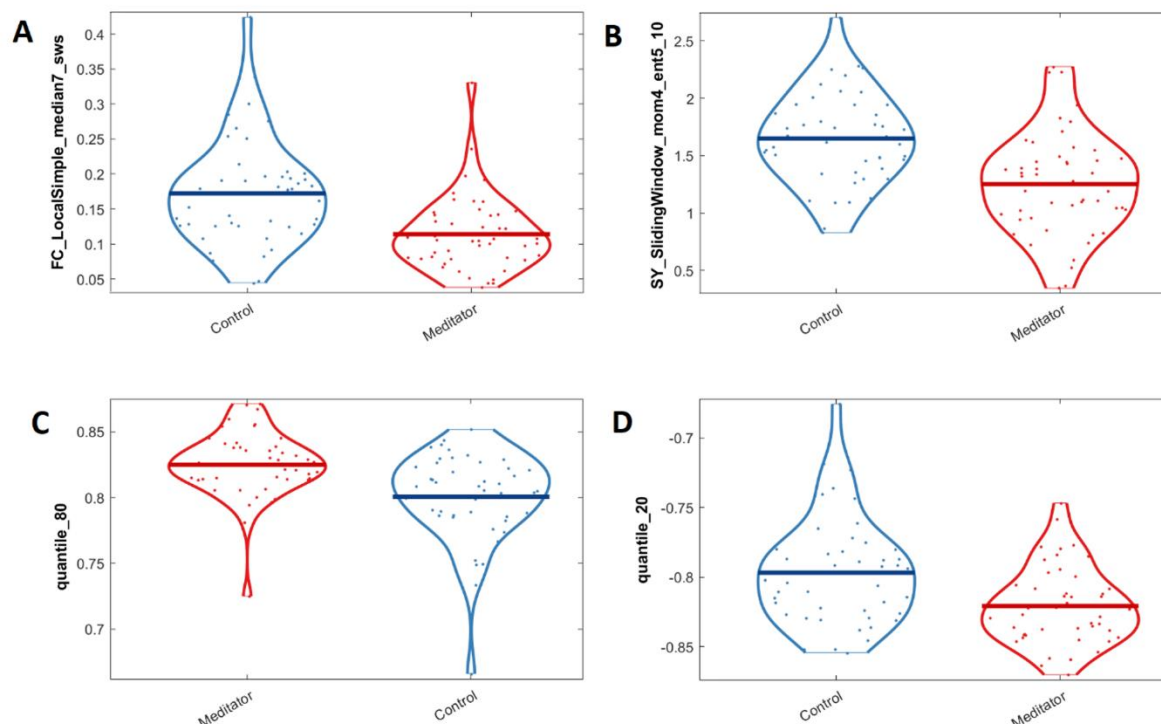 A
FC_LocalSimple_median7_sws
0.4
0.35
0.3
0.25
0.2
0.15
0.1
0.05
Control
Meditator
B
SY_SlidingWindow_mom4_ent5_10
2.5
2
1.5
1
0.5
Control
Meditator
C
quantile_80
0.85
0.8
0.75
0.7
Meditator
Control
D
quantile_20
-0.7
-0.75
-0.8
-0.85
Control
Meditator